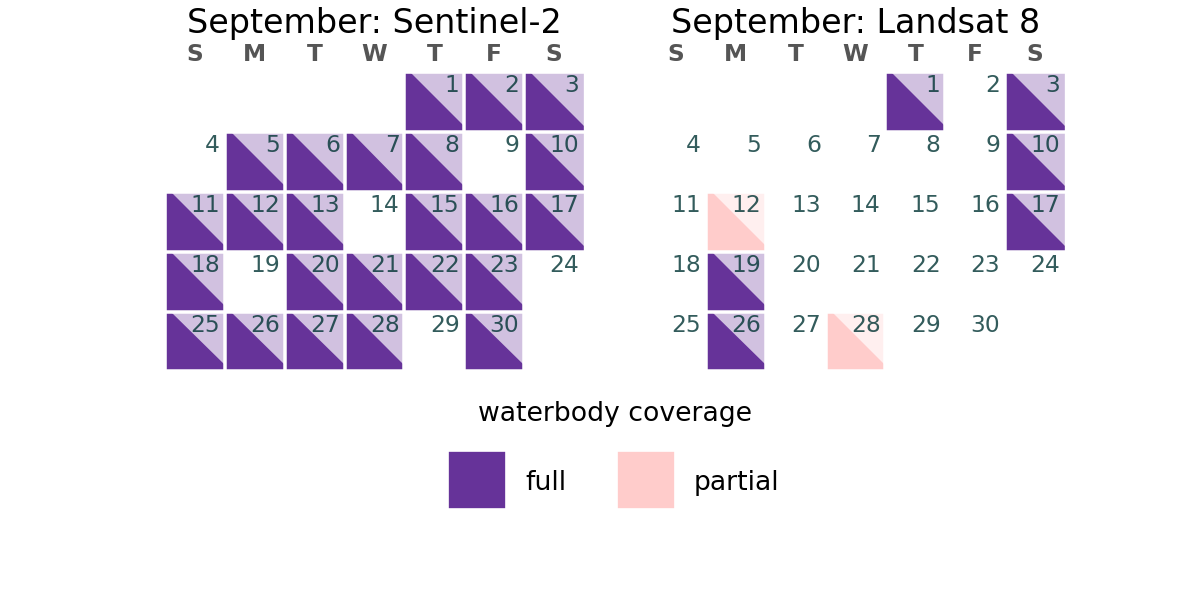 September: Sentinel-2
S M T W T F S
1 2 3
4 5 6 7 8 9 10
11 12 13 14 15 16 17
18 19 20 21 22 23 24
25 26 27 28 29 30
September: Landsat 8
S M T W T F S
1 2 3
4 5 6 7 8 9 10
11 12 13 14 15 16 17
18 19 20 21 22 23 24
25 26 27 28 29 30
waterbody coverage
full partial